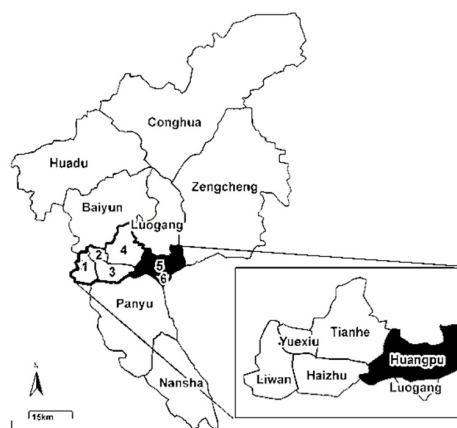 Conghua
Huadu
Zengcheng
Baiyun
Luogang
4
2
1
3
5
6
Panyu
Tianhe
Yuexiu
Huangpu
Liwan
Haizhu
Luogang
Nansha
N
15km